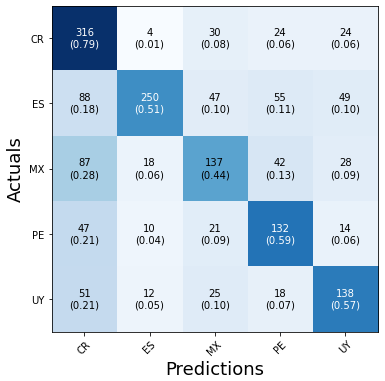 CR 316 4 30 24 24
(0.79) (0.01) (0.08) (0.06) (0.06)
ES 88 250 47 55 49
(0.18) (0.51) (0.10) (0.11) (0.10)
MX 87 18 137 42 28
(0.28) (0.06) (0.44) (0.13) (0.09)
PE 47 10 21 132 14
(0.21) (0.04) (0.09) (0.59) (0.06)
UY 51 12 25 18 138
(0.21) (0.05) (0.10) (0.07) (0.57)
Actuals
CR ES MX PE UY
Predictions